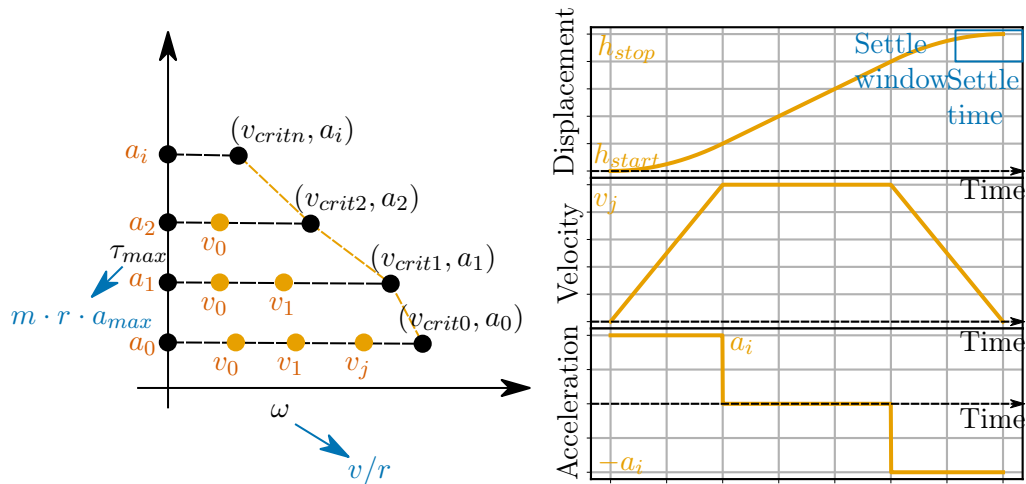 (v_{critn}, a_i)
a_i
(v_{crit2}, a_2)
a_2
v_0
τ_{max}
(v_{crit1}, a_1)
a_1
v_0 v_1
m · r · a_{max}
(v_{crit0}, a_0)
a_0
v_0 v_1 v_j
ω
v/r
Displacement
h_{stop}
Settle
window
Settle
time
h_{start}
Time
Velocity
v_j
Time
Acceleration
a_i
Time
−a_i